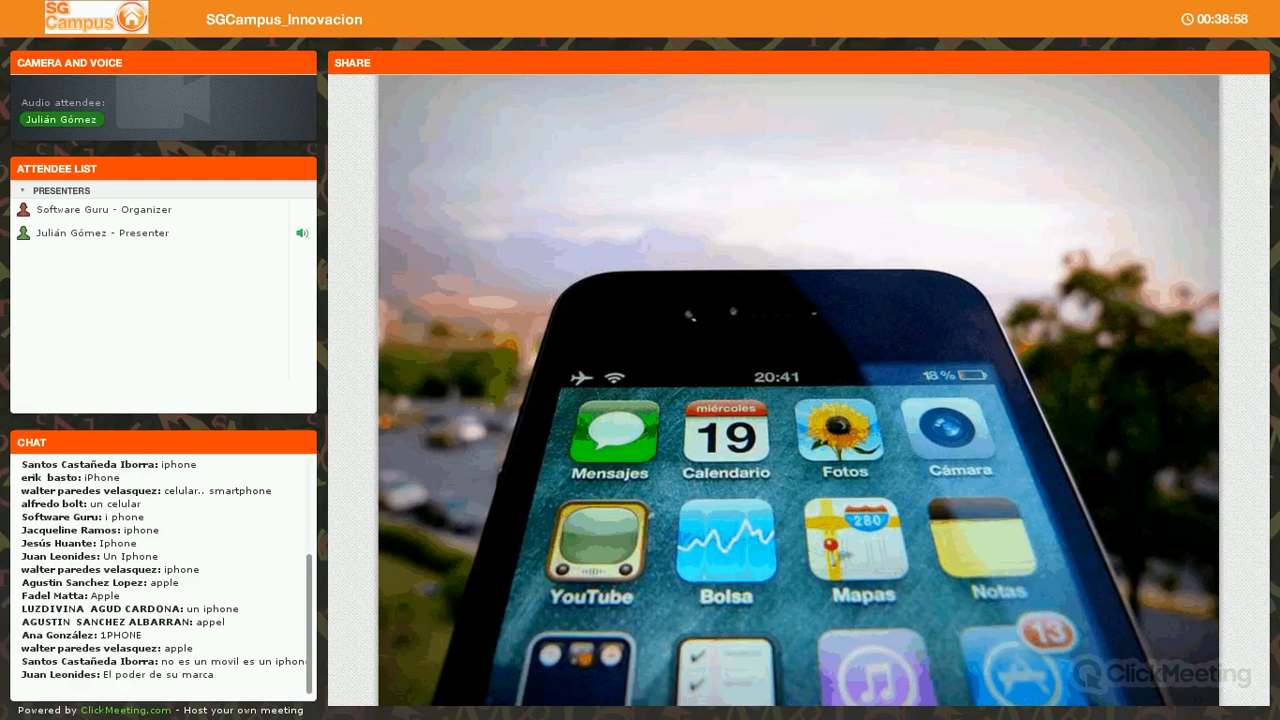 SG
Campus
SGCampus_Innovacion
00:38:58
CAMERA AND VOICE
Audio attendee:
Julián Gómez
ATTENDEE LIST
PRESENTERS
Software Guru - Organizer
Julián Gómez - Presenter
CHAT
Santos Castañeda Iborra: iphone
erik basto: iPhone
walter paredes velasquez: celular.. smartphone
alfredo bolt: un celular
Software Guru: i phone
Jacqueline Ramos: iphone
Jesús Huante: Iphone
Juan Leonides: Un Iphone
walter paredes velasquez: iphone
Agustin Sanchez Lopez: apple
Fadel Matta: Apple
LUZDIVINA AGUD CARDONA: un iphone
AGUSTIN SANCHEZ ALBARRAN: appel
Ana González: 1PHONE
walter paredes velasquez: apple
Santos Castañeda Iborra: no es un movil es un iphon
Juan Leonides: El poder de su marca
Powered by ClickMeeting.com - Host your own meeting
SHARE
20:41
18 %
miércoles
19
280
Mensajes
Calendario
Fotos
Cámara
YouTube
Bolsa
Mapas
Notas
13
ClickMeeting